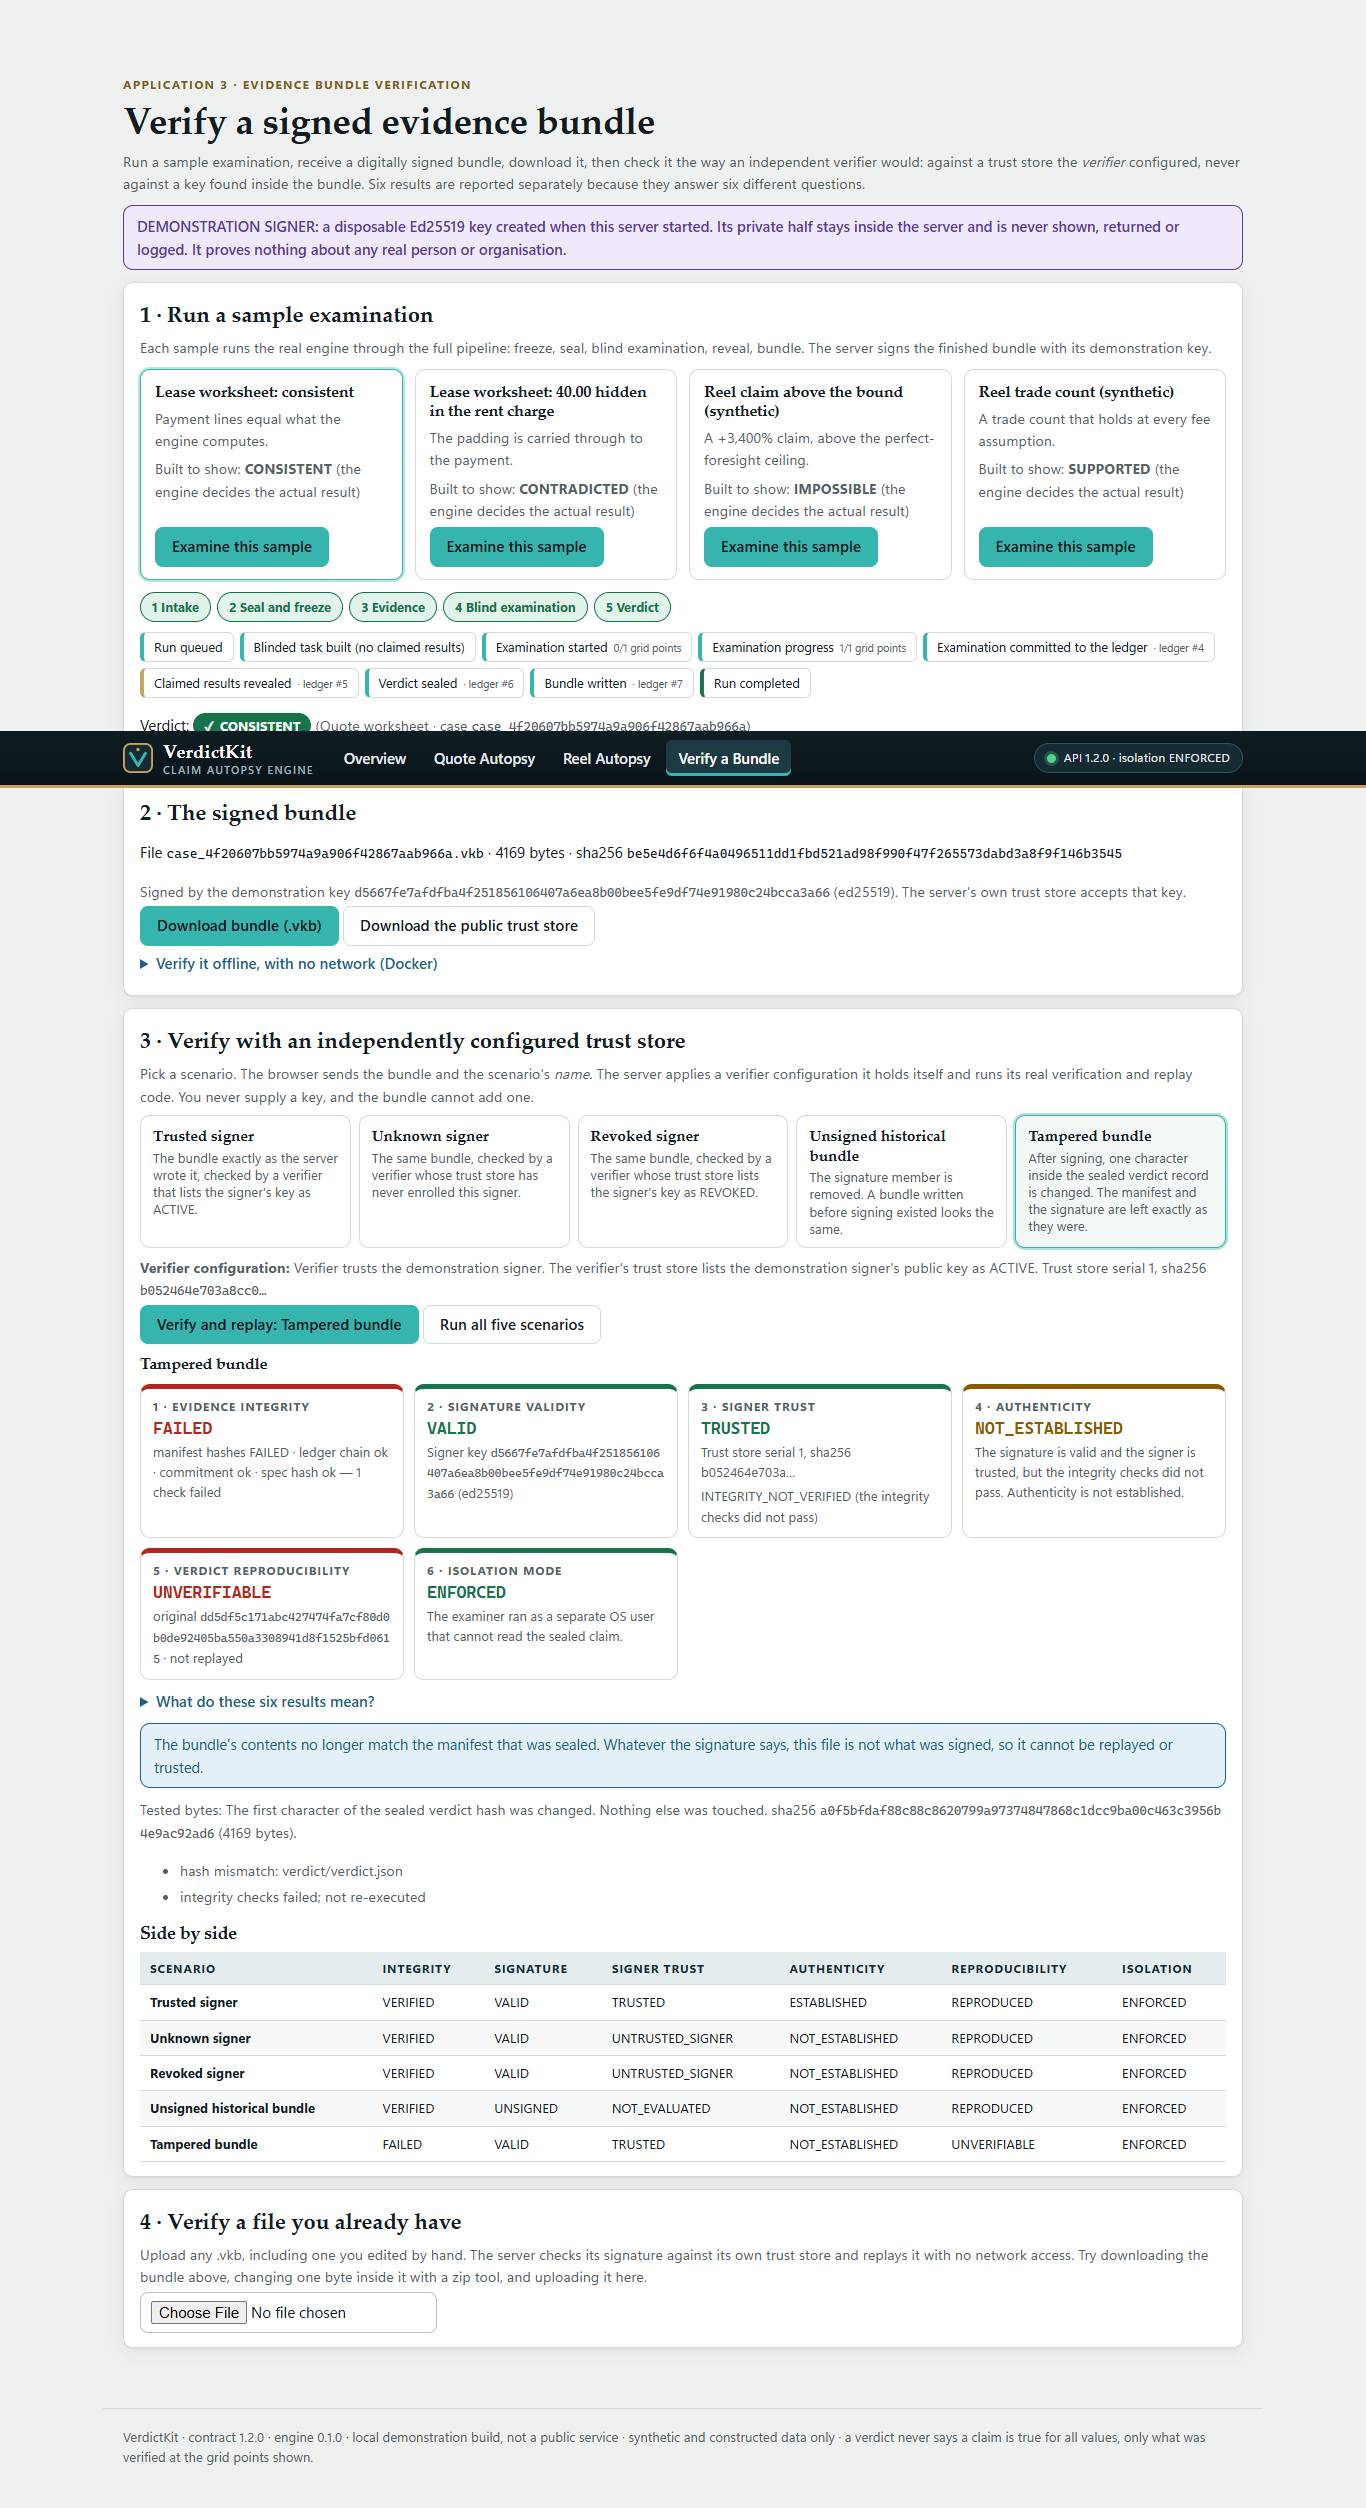 APPLICATION 3 · EVIDENCE BUNDLE VERIFICATION
Verify a signed evidence bundle
Run a sample examination, receive a digitally signed bundle, download it, then check it the way an independent verifier would: against a trust store the verifier configured, never
against a key found inside the bundle. Six results are reported separately because they answer six different questions.
DEMONSTRATION SIGNER: a disposable Ed25519 key created when this server started. Its private half stays inside the server and is never shown, returned or
logged. It proves nothing about any real person or organisation.
1 · Run a sample examination
Each sample runs the real engine through the full pipeline: freeze, seal, blind examination, reveal, bundle. The server signs the finished bundle with its demonstration key.
Lease worksheet: consistent
Payment lines equal what the
engine computes.
Built to show: CONSISTENT (the
engine decides the actual result)
Examine this sample
Lease worksheet: 40.00 hidden
in the rent charge
The padding is carried through to
the payment.
Built to show: CONTRADICTED (the
engine decides the actual result)
Examine this sample
Reel claim above the bound
(synthetic)
A +3,400% claim, above the perfect-
foresight ceiling.
Built to show: IMPOSSIBLE (the
engine decides the actual result)
Examine this sample
Reel trade count (synthetic)
A trade count that holds at every fee
assumption.
Built to show: SUPPORTED (the
engine decides the actual result)
Examine this sample
1 Intake
2 Seal and freeze
3 Evidence
4 Blind examination
5 Verdict
Run queued
Blinded task built (no claimed results)
Examination started 0/1 grid points
Examination progress 1/1 grid points
Examination committed to the ledger · ledger #4
Claimed results revealed · ledger #5
Verdict sealed · ledger #6
Bundle written · ledger #7
Run completed
Verdict: ✓ CONSISTENT (Quote worksheet · case case_4f20607bb5974a9a906f42867aab966a)
VerdictKit
CLAIM AUTOPSY ENGINE
Overview
Quote Autopsy
Reel Autopsy
Verify a Bundle
API 1.2.0 · isolation ENFORCED
2 · The signed bundle
File case_4f20607bb5974a9a906f42867aab966a.vkb · 4169 bytes · sha256 be5e4d6f6f4a0496511dd1fbd521ad98f990f47f265573dabd3a8f9f146b3545
Signed by the demonstration key d5667fe7afdfba4f251856106407a6ea8b00bee5fe9df74e91980c24bcca3a66 (ed25519). The server's own trust store accepts that key.
Download bundle (.vkb)
Download the public trust store
▶ Verify it offline, with no network (Docker)
3 · Verify with an independently configured trust store
Pick a scenario. The browser sends the bundle and the scenario's name. The server applies a verifier configuration it holds itself and runs its real verification and replay
code. You never supply a key, and the bundle cannot add one.
Trusted signer
The bundle exactly as the server
wrote it, checked by a verifier
that lists the signer's key as
ACTIVE.
Unknown signer
The same bundle, checked by a
verifier whose trust store has
never enrolled this signer.
Revoked signer
The same bundle, checked by a
verifier whose trust store lists
the signer's key as REVOKED.
Unsigned historical
bundle
The signature member is
removed. A bundle written
before signing existed looks the
same.
Tampered bundle
After signing, one character
inside the sealed verdict record
is changed. The manifest and
the signature are left exactly as
they were.
Verifier configuration: Verifier trusts the demonstration signer. The verifier's trust store lists the demonstration signer's public key as ACTIVE. Trust store serial 1, sha256
b052464e703a8cc0…
Verify and replay: Tampered bundle
Run all five scenarios
Tampered bundle
1 · EVIDENCE INTEGRITY
FAILED
manifest hashes FAILED · ledger chain ok
· commitment ok · spec hash ok — 1
check failed
2 · SIGNATURE VALIDITY
VALID
Signer key d5667fe7afdfba4f251856106
407a6ea8b00bee5fe9df74e91980c24bcca
3a66 (ed25519)
3 · SIGNER TRUST
TRUSTED
Trust store serial 1, sha256
b052464e703a…
INTEGRITY_NOT_VERIFIED (the integrity
checks did not pass)
4 · AUTHENTICITY
NOT_ESTABLISHED
The signature is valid and the signer is
trusted, but the integrity checks did not
pass. Authenticity is not established.
5 · VERDICT REPRODUCIBILITY
UNVERIFIABLE
original dd5df5c171abc427474fa7cf80d0
b0de92405ba550a3308941d8f1525bfd061
5 · not replayed
6 · ISOLATION MODE
ENFORCED
The examiner ran as a separate OS user
that cannot read the sealed claim.
▶ What do these six results mean?
The bundle's contents no longer match the manifest that was sealed. Whatever the signature says, this file is not what was signed, so it cannot be replayed or
trusted.
Tested bytes: The first character of the sealed verdict hash was changed. Nothing else was touched. sha256 a0f5bfdaf88c88c8620799a97374847868c1dcc9ba00c463c3956b
4e9ac92ad6 (4169 bytes).
• hash mismatch: verdict/verdict.json
• integrity checks failed; not re-executed
Side by side
SCENARIO INTEGRITY SIGNATURE SIGNER TRUST AUTHENTICITY REPRODUCIBILITY ISOLATION
Trusted signer VERIFIED VALID TRUSTED ESTABLISHED REPRODUCED ENFORCED
Unknown signer VERIFIED VALID UNTRUSTED_SIGNER NOT_ESTABLISHED REPRODUCED ENFORCED
Revoked signer VERIFIED VALID UNTRUSTED_SIGNER NOT_ESTABLISHED REPRODUCED ENFORCED
Unsigned historical bundle VERIFIED UNSIGNED NOT_EVALUATED NOT_ESTABLISHED REPRODUCED ENFORCED
Tampered bundle FAILED VALID TRUSTED NOT_ESTABLISHED UNVERIFIABLE ENFORCED
4 · Verify a file you already have
Upload any .vkb, including one you edited by hand. The server checks its signature against its own trust store and replays it with no network access. Try downloading the
bundle above, changing one byte inside it with a zip tool, and uploading it here.
Choose File No file chosen
VerdictKit · contract 1.2.0 · engine 0.1.0 · local demonstration build, not a public service · synthetic and constructed data only · a verdict never says a claim is true for all values, only what was
verified at the grid points shown.